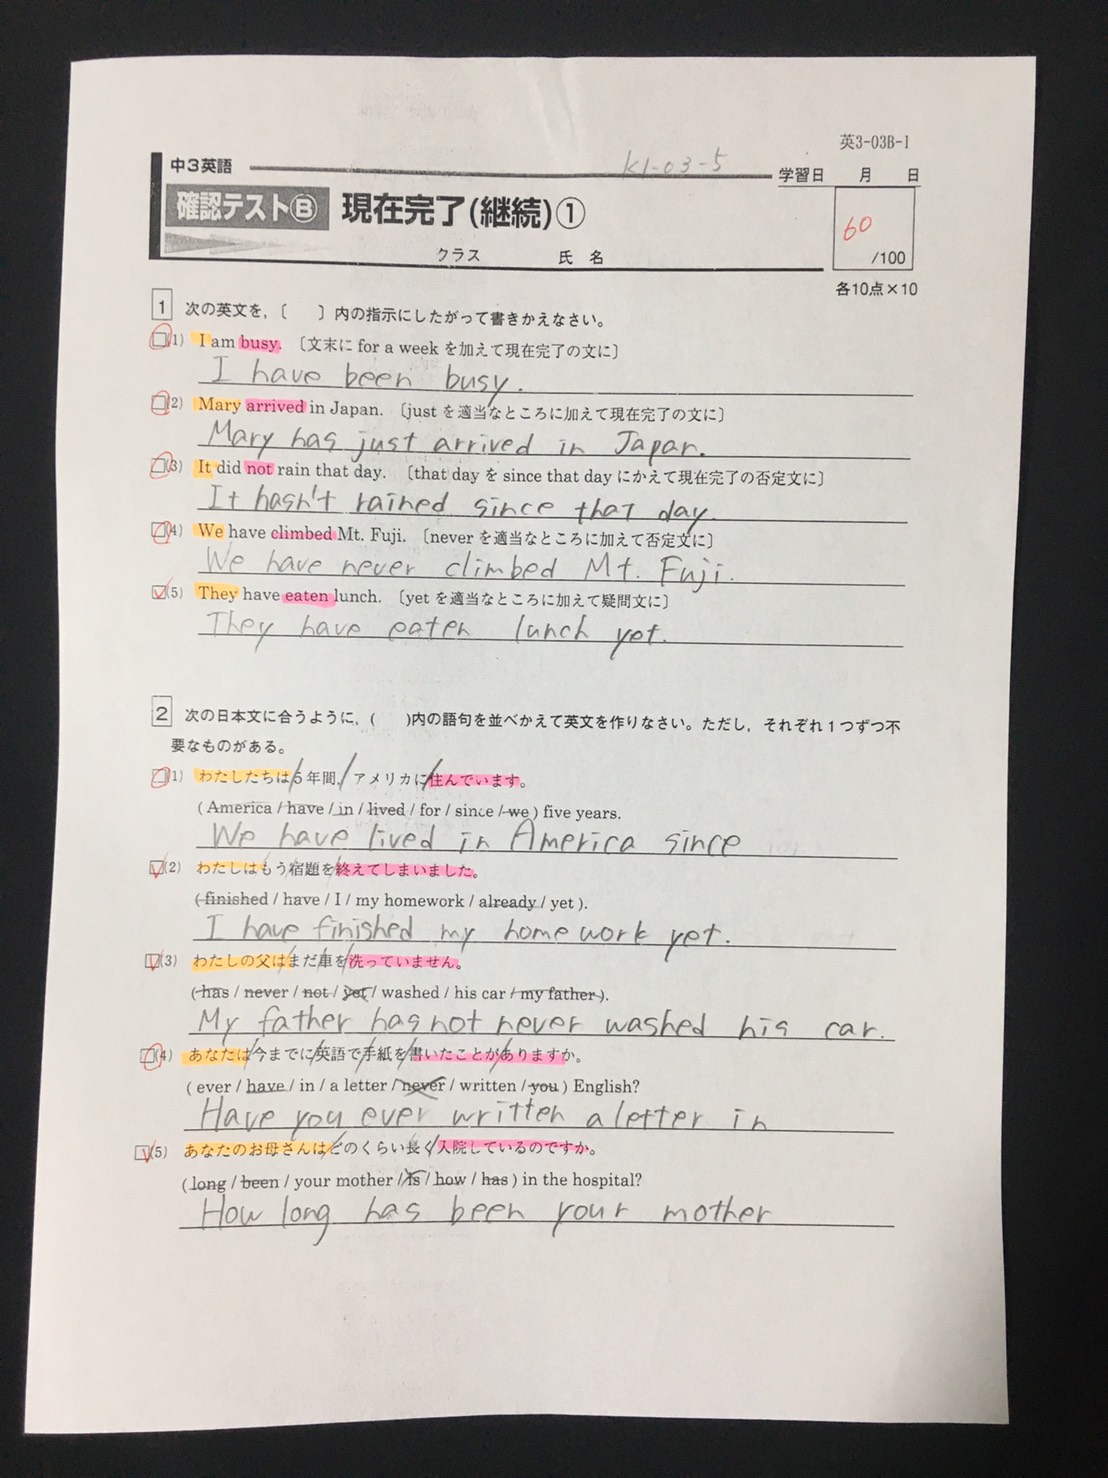 英3-03B-1
中3英語
K1-03-5
学習日 月 日
確認テストⒷ 現在完了(継続)①
60
/100
クラス 氏 名
各10点×10
1 次の英文を,〔 〕内の指示にしたがって書きかえなさい。
(1) I am busy. 〔文末に for a week を加えて現在完了の文に〕
I have been busy.
(2) Mary arrived in Japan. 〔just を適当なところに加えて現在完了の文に〕
Mary has just arrived in Japan.
(3) It did not rain that day. 〔that day を since that day にかえて現在完了の否定文に〕
It hasn't rained since that day.
(4) We have climbed Mt. Fuji. 〔never を適当なところに加えて否定文に〕
We have never climbed Mt. Fuji.
(5) They have eaten lunch. 〔yet を適当なところに加えて疑問文に〕
They have eaten lunch yet.
2 次の日本文に合うように,( )内の語句を並べかえて英文を作りなさい。ただし,それぞれ1つずつ不
要なものがある。
(1) わたしたちは5年間,アメリカに住んでいます。
( America / have / in / lived / for / since / we ) five years.
We have lived in America since
(2) わたしはもう宿題を終えてしまいました。
( finished / have / I / my homework / already / yet ).
I have finished my homework yet.
(3) わたしの父はまだ車を洗っていません。
( has / never / not / yet / washed / his car / my father ).
My father has not never washed his car.
(4) あなたは今までに英語で手紙を書いたことがありますか。
( ever / have / in / a letter / never / written / you ) English?
Have you ever written a letter in
(5) あなたのお母さんはどのくらい長く入院しているのですか。
( long / been / your mother / is / how / has ) in the hospital?
How long has been your mother